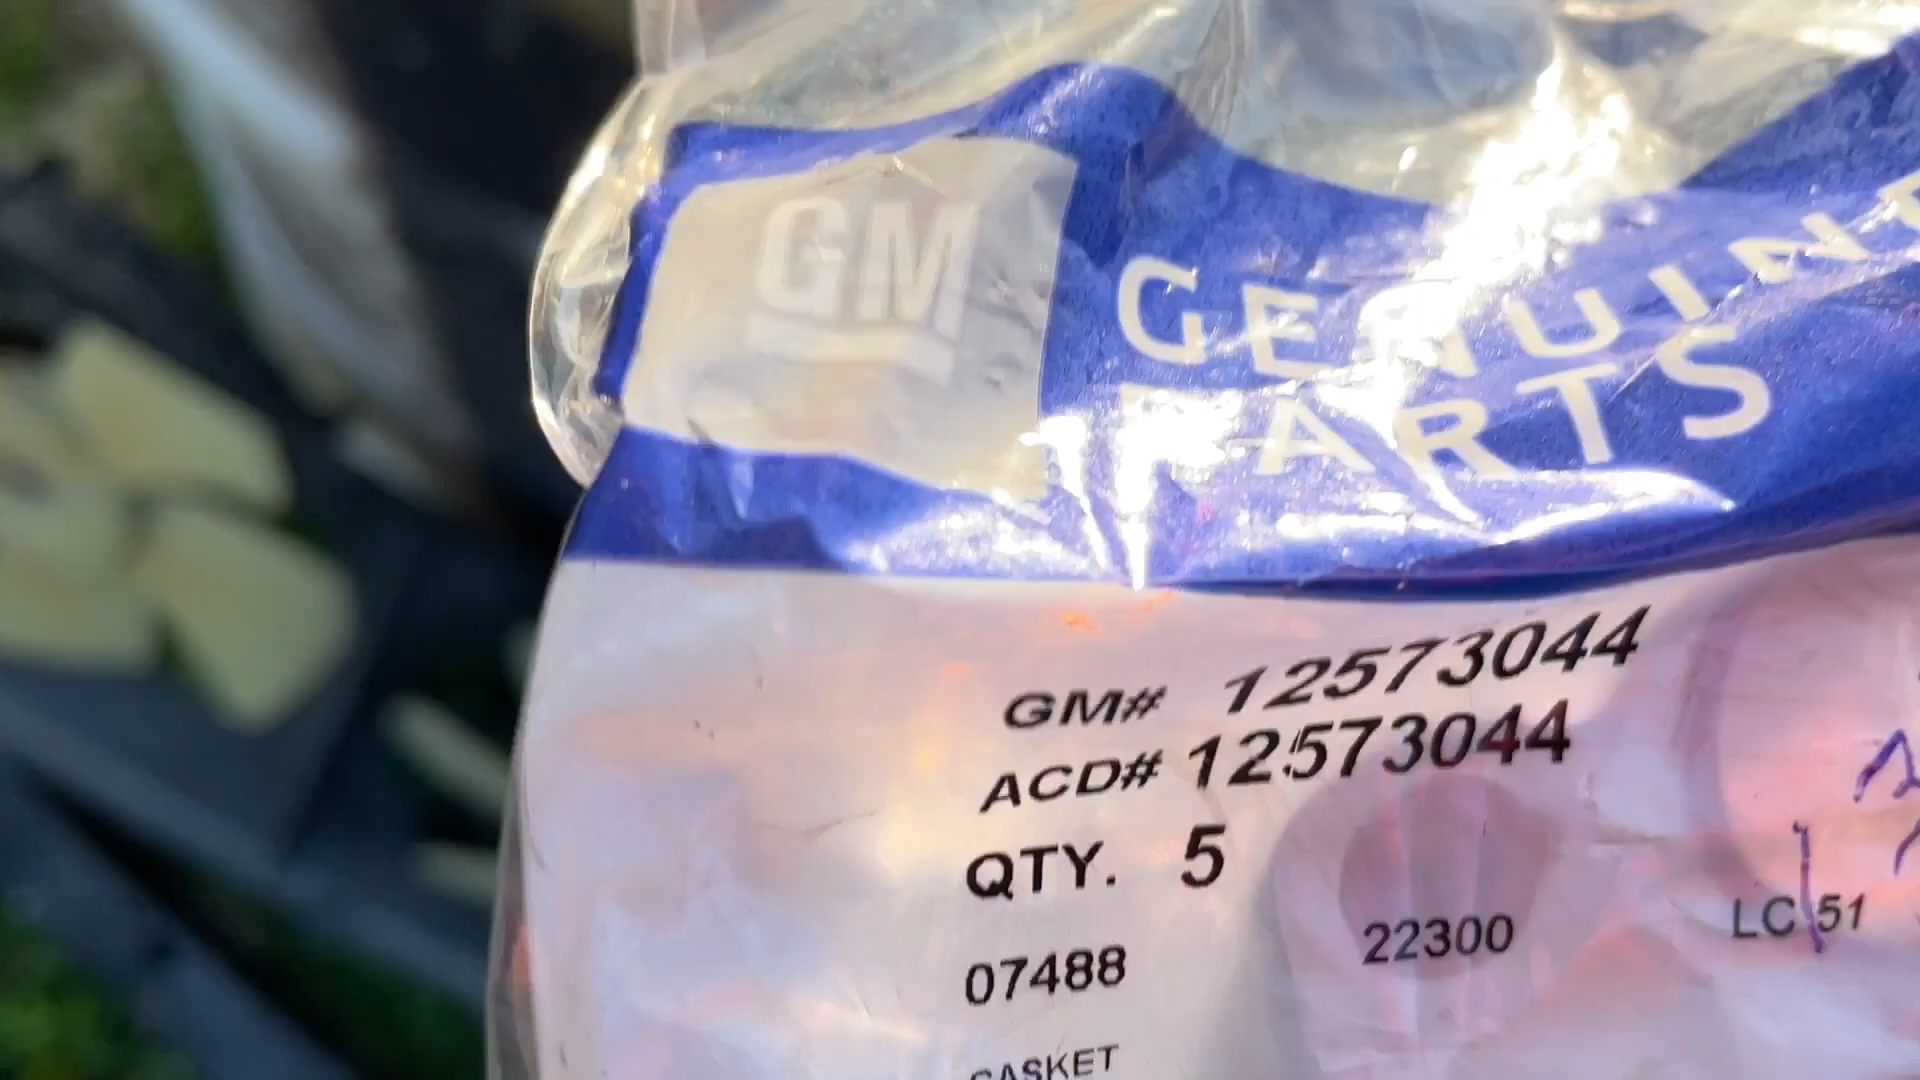 GM
GENUINE
PARTS
GM# 12573044
ACD# 12573044
QTY. 5
22300
LC 51
07488
GASKET